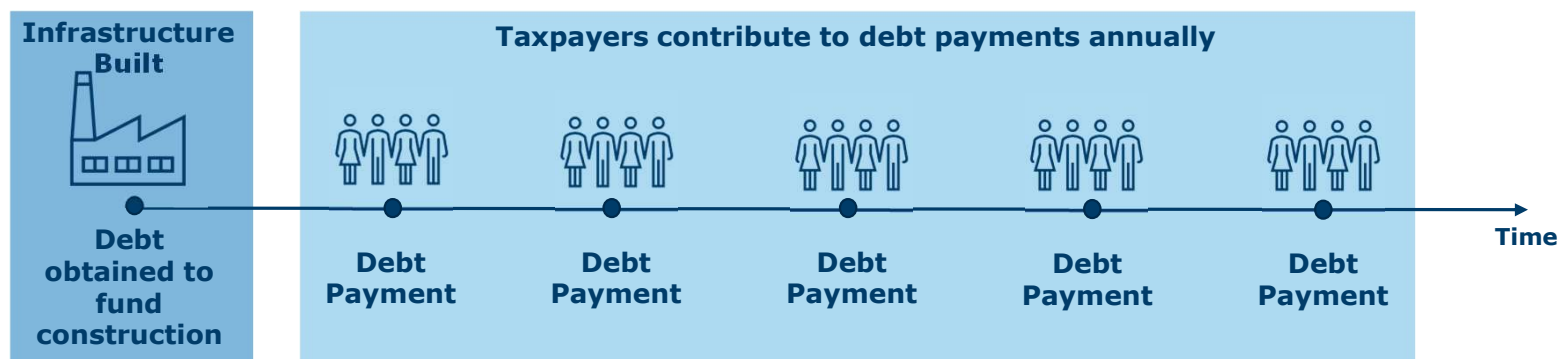 Infrastructure
Built
Taxpayers contribute to debt payments annually
Debt
obtained to
fund
construction
Debt
Payment
Debt
Payment
Debt
Payment
Debt
Payment
Debt
Payment
Time